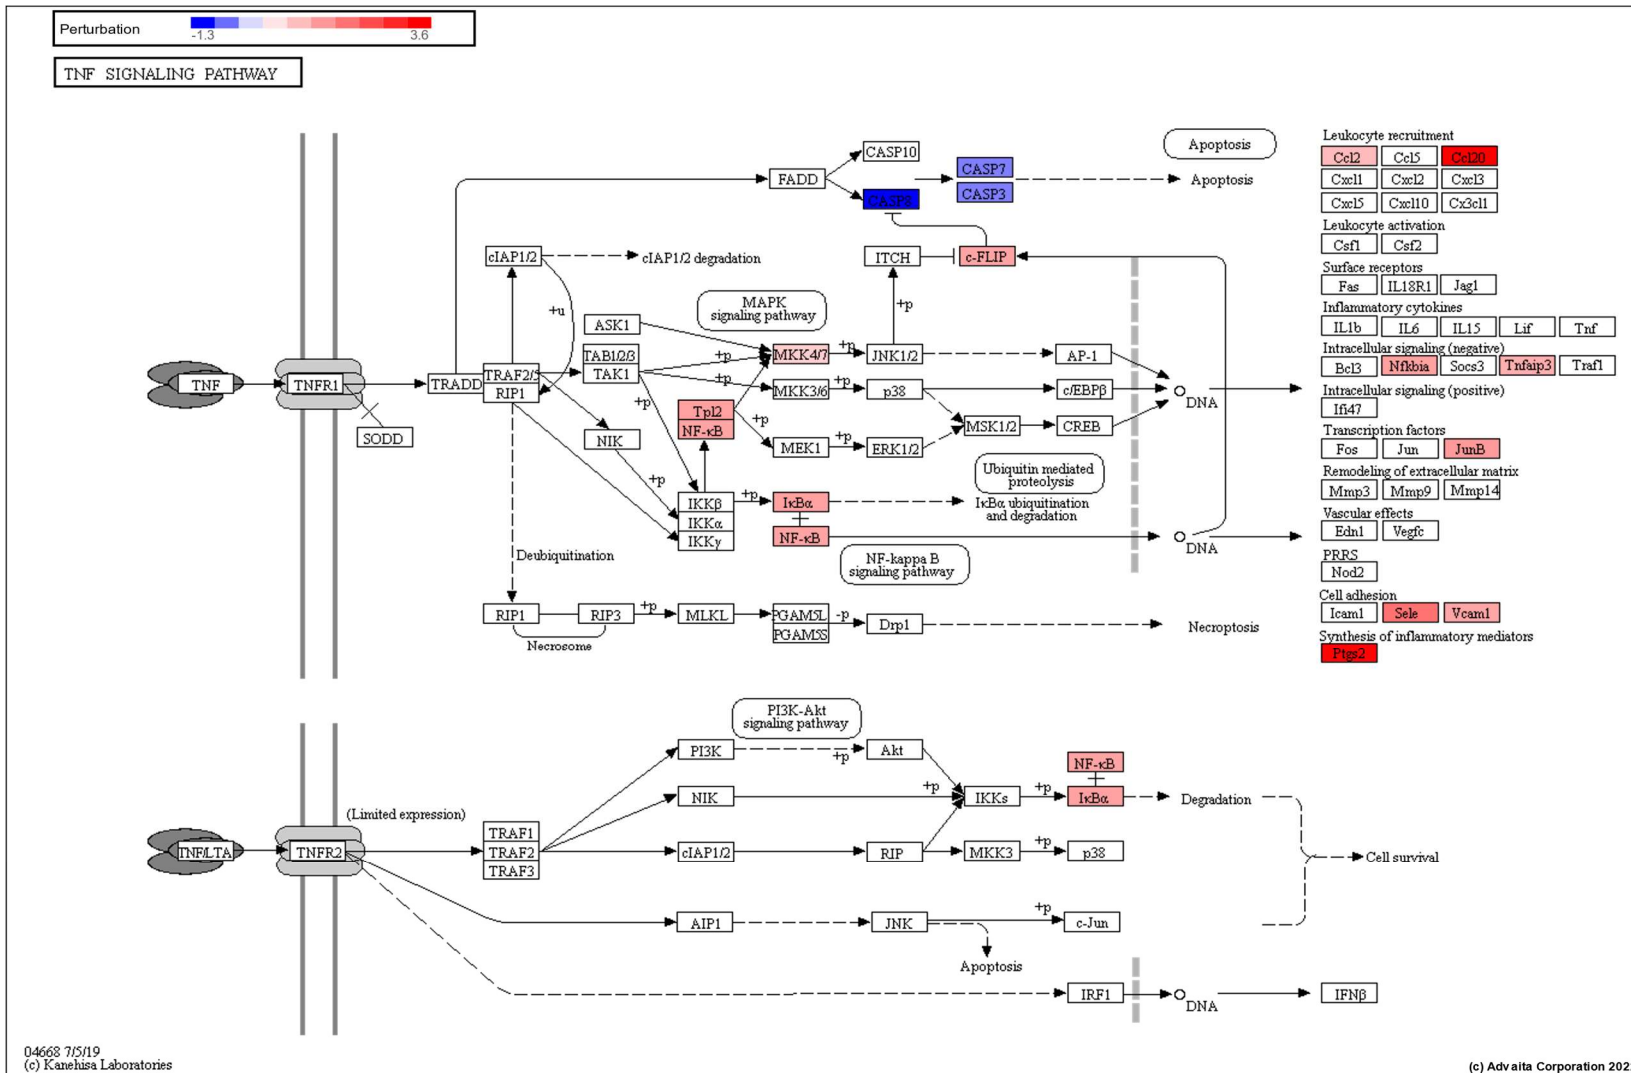 Perturbation
-1.3 3.6
TNF SIGNALING PATHWAY
Apoptosis
CASP10
FADD
CASP7
CASP3
CASP8
Apoptosis
cIAP1/2
cIAP1/2 degradation
ITCH
c-FLIP
+u
+p
MAPK
signaling pathway
ASK1
TAB1/2/3
TAK1
+p
+p
MKK4/7
+p
JNK1/2
AP-1
TNF
TNFR1
TRADD
TRAF2/5
RIP1
MKK3/6
+p
p38
c/EBPβ
DNA
SODD
+p
NIK
Tpl2
NF-κB
+p
MEK1
+p
ERK1/2
MSK1/2
CREB
+p
Ubiquitin mediated
proteolysis
IKKβ
IKKα
IKKγ
+p
IκBα
IκBα ubiquitination
and degradation
NF-κB
DNA
NF-kappa B
signaling pathway
Deubiquitination
RIP1
RIP3
+p
MLKL
PGAM5L
PGAM5S
-p
Drp1
Necroptosis
Necrosome
Leukocyte recruitment
Ccl2 Ccl5 Ccl20
Cxcl1 Cxcl2 Cxcl3
Cxcl5 Cxcl10 Cx3cl1
Leukocyte activation
Csf1 Csf2
Surface receptors
Fas IL18R1 Jag1
Inflammatory cytokines
IL1b IL6 IL15 Lif Tnf
Intracellular signaling (negative)
Bcl3 Nfkbia Socs3 Tnfaip3 Traf1
Intracellular signaling (positive)
Ifi47
Transcription factors
Fos Jun JunB
Remodeling of extracellular matrix
Mmp3 Mmp9 Mmp14
Vascular effects
Edn1 Vegfc
PRRS
Nod2
Cell adhesion
Icam1 Sele Vcam1
Synthesis of inflammatory mediators
Ptgs2
PI3K-Akt
signaling pathway
PI3K
+p
Akt
NF-κB
NIK
+p
IKKs
+p
IκBα
Degradation
(Limited expression)
TNF/LTA
TNFR2
TRAF1
TRAF2
TRAF3
cIAP1/2
RIP
MKK3
p38
Cell survival
AIP1
JNK
+p
c-Jun
Apoptosis
IRF1
DNA
IFNβ
04668 7/5/19
(c) Kanehisa Laboratories
(c) Advaita Corporation 202